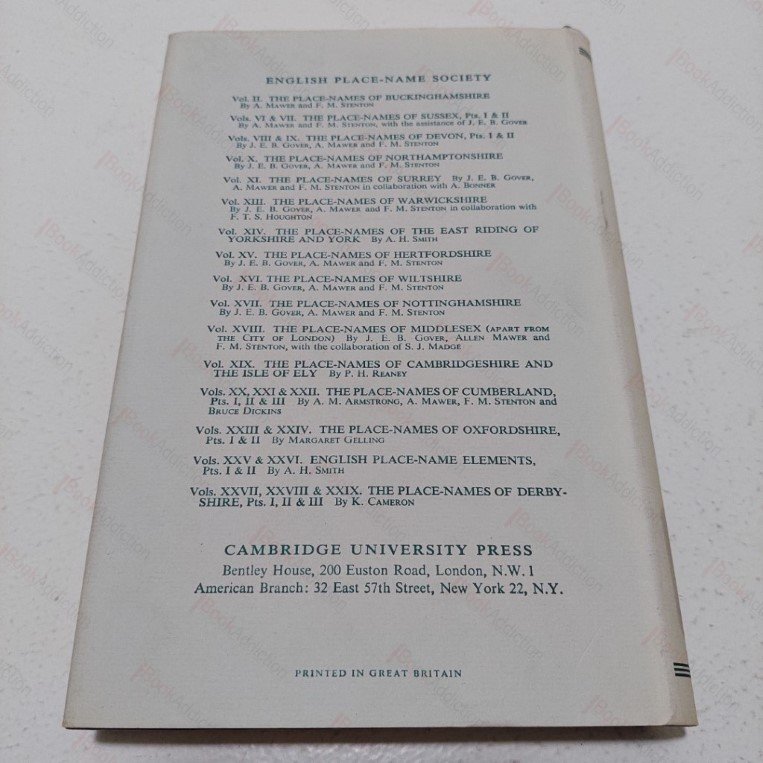 ENGLISH PLACE-NAME SOCIETY
Vol. II. THE PLACE-NAMES OF BUCKINGHAMSHIRE
By A. MAWER and F. M. STENTON
Vols. VI & VII. THE PLACE-NAMES OF SUSSEX, Pts. I & II
By A. MAWER and F. M. STENTON, with the assistance of J. E. B. GOVER
Vols. VIII & IX. THE PLACE-NAMES OF DEVON, Pts. I & II
By J. E. B. GOVER, A. MAWER and F. M. STENTON
Vol. X. THE PLACE-NAMES OF NORTHAMPTONSHIRE
By J. E. B. GOVER, A. MAWER and F. M. STENTON
Vol. XI. THE PLACE-NAMES OF SURREY By J. E. B. GOVER,
A. MAWER and F. M. STENTON in collaboration with A. BONNER
Vol. XIII. THE PLACE-NAMES OF WARWICKSHIRE
By J. E. B. GOVER, A. MAWER and F. M. STENTON in collaboration with
F. T. S. HOUGHTON
Vol. XIV. THE PLACE-NAMES OF THE EAST RIDING OF
YORKSHIRE AND YORK By A. H. SMITH
Vol. XV. THE PLACE-NAMES OF HERTFORDSHIRE
By J. E. B. GOVER, A. MAWER and F. M. STENTON
Vol. XVI. THE PLACE-NAMES OF WILTSHIRE
By J. E. B. GOVER, A. MAWER and F. M. STENTON
Vol. XVII. THE PLACE-NAMES OF NOTTINGHAMSHIRE
By J. E. B. GOVER, A. MAWER and F. M. STENTON
Vol. XVIII. THE PLACE-NAMES OF MIDDLESEX (APART FROM
THE CITY OF LONDON) By J. E. B. GOVER, ALLEN MAWER and
F. M. STENTON, with the collaboration of S. J. MADGE
Vol. XIX. THE PLACE-NAMES OF CAMBRIDGESHIRE AND
THE ISLE OF ELY By P. H. REANEY
Vols. XX, XXI & XXII. THE PLACE-NAMES OF CUMBERLAND,
Pts. I, II & III By A. M. ARMSTRONG, A. MAWER, F. M. STENTON and
BRUCE DICKINS
Vols. XXIII & XXIV. THE PLACE-NAMES OF OXFORDSHIRE,
Pts. I & II By MARGARET GELLING
Vols. XXV & XXVI. ENGLISH PLACE-NAME ELEMENTS,
Pts. I & II By A. H. SMITH
Vols. XXVII, XXVIII & XXIX. THE PLACE-NAMES OF DERBY-
SHIRE, Pts. I, II & III By K. CAMERON
CAMBRIDGE UNIVERSITY PRESS
Bentley House, 200 Euston Road, London, N.W. 1
American Branch: 32 East 57th Street, New York 22, N.Y.
PRINTED IN GREAT BRITAIN
BookAddiction